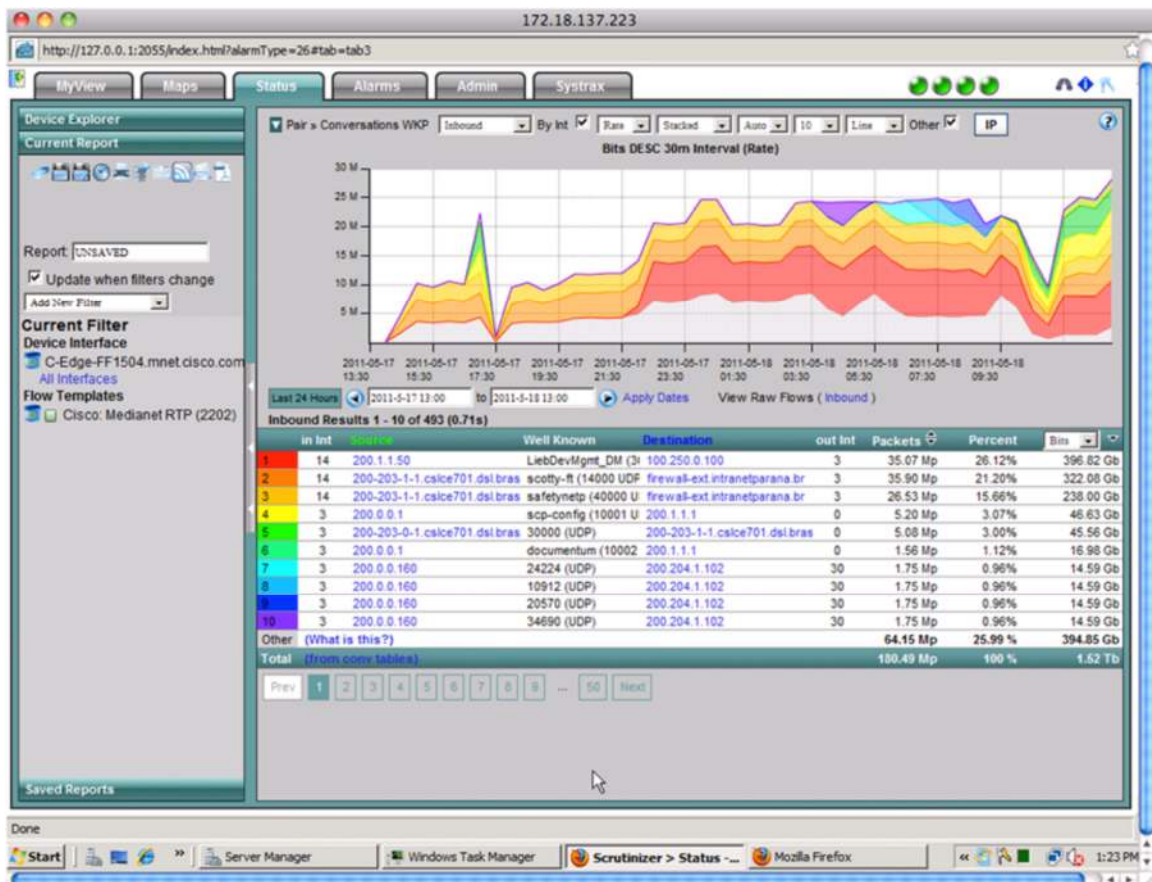 172.18.137.223
http://127.0.0.1:2055/index.html?alarmType=26#tab=tab3
MyView Maps Status Alarms Admin Systrax
Device Explorer
Current Report
Report UNSAVED
Update when filters change
Add New Filter
Current Filter
Device Interface
C-Edge-FF1504.mnet.cisco.com
All Interfaces
Flow Templates
Cisco: Medianet RTP (2202)
Saved Reports
Pair » Conversations WKP Inbound By Int Rate Stacked Auto 10 Line Other IP
Bits DESC 30m Interval (Rate)
30 M
25 M
20 M
15 M
10 M
5 M
2011-05-17 2011-05-17 2011-05-17 2011-05-17 2011-05-17 2011-05-17 2011-05-18 2011-05-18 2011-05-18 2011-05-18 2011-05-18
13:30 15:30 17:30 19:30 21:30 23:30 01:30 03:30 05:30 07:30 09:30
Last 24 Hours 2011-5-17 13:00 to 2011-5-18 13:00 Apply Dates View Raw Flows ( Inbound )
Inbound Results 1 - 10 of 493 (0.71s)
in Int Source Well Known Destination out Int Packets Percent Bits
1 14 200.1.1.50 LiebDevMgmt_DM (3 100.250.0.100 3 35.07 Mp 26.12% 396.82 Gb
2 14 200-203-1-1.cslce701.dsl.bras scotty-ft (14000 UDP firewall-ext.intranetparana.br 3 35.90 Mp 21.20% 322.08 Gb
3 14 200-203-1-1.cslce701.dsl.bras safetynetp (40000 U firewall-ext.intranetparana.br 3 26.53 Mp 15.66% 238.00 Gb
4 3 200.0.0.1 scp-config (10001 U 200.1.1.1 0 5.20 Mp 3.07% 46.63 Gb
5 3 200-203-0-1.cslce701.dsl.bras 30000 (UDP) 200-203-1-1.cslce701.dsl.bras 0 5.08 Mp 3.00% 45.56 Gb
6 3 200.0.0.1 documentum (10002 200.1.1.1 0 1.56 Mp 1.12% 16.98 Gb
7 3 200.0.0.160 24224 (UDP) 200.204.1.102 30 1.75 Mp 0.96% 14.59 Gb
8 3 200.0.0.160 10912 (UDP) 200.204.1.102 30 1.75 Mp 0.96% 14.59 Gb
9 3 200.0.0.160 20570 (UDP) 200.204.1.102 30 1.75 Mp 0.96% 14.59 Gb
10 3 200.0.0.160 34690 (UDP) 200.204.1.102 30 1.75 Mp 0.96% 14.59 Gb
Other (What is this?) 64.15 Mp 25.99 % 394.85 Gb
Total (from conv tables) 180.49 Mp 100 % 1.52 Tb
Prev 1 2 3 4 5 6 7 8 9 ... 50 Next
Done
Start » Server Manager Windows Task Manager Scrutinizer > Status -... Mozilla Firefox « 1:23 PM